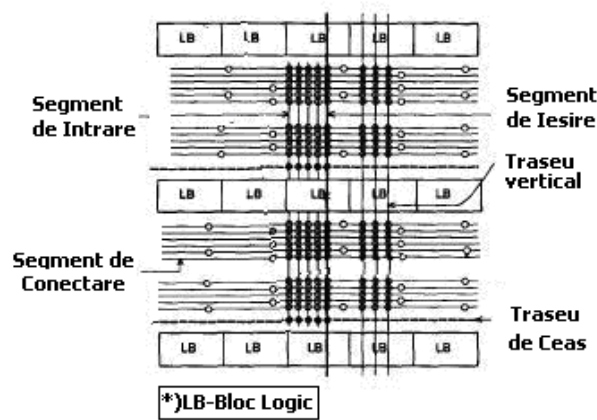 LB LB LB LB LB
Segment
de Intrare
Segment
de Iesire
Traseu
vertical
LB LB LB LB LB
Segment de
Conectare
Traseu
de Ceas
LB LB LB LB LB
*)LB-Bloc Logic